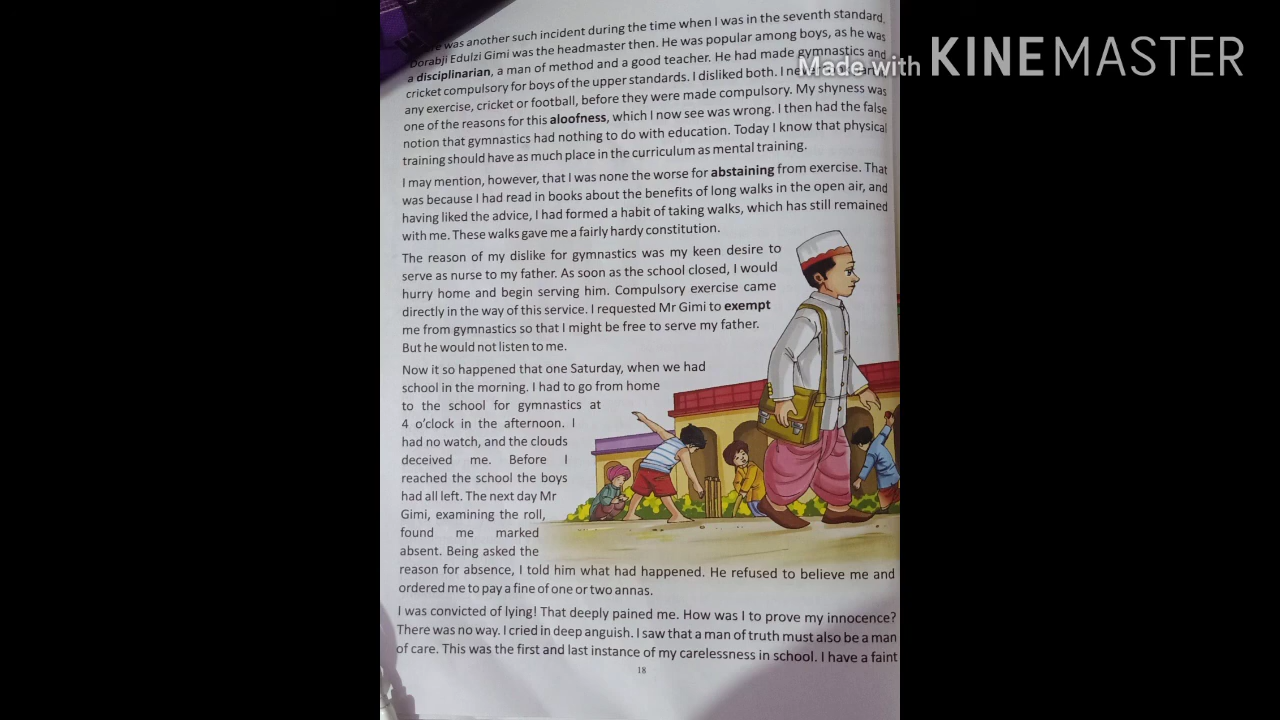 was another such incident during the time when I was in the seventh standard.
Dorabji Edulzi Gimi was the headmaster then. He was popular among boys, as he was
a disciplinarian, a man of method and a good teacher. He had made gymnastics and
cricket compulsory for boys of the upper standards. I disliked both. I
any exercise, cricket or football, before they were made compulsory. My shyness was
one of the reasons for this aloofness, which I now see was wrong. I then had the false
notion that gymnastics had nothing to do with education. Today I know that physical
training should have as much place in the curriculum as mental training.
I may mention, however, that I was none the worse for abstaining from exercise. That
was because I had read in books about the benefits of long walks in the open air, and
having liked the advice, I had formed a habit of taking walks, which has still remained
with me. These walks gave me a fairly hardy constitution.
The reason of my dislike for gymnastics was my keen desire to
serve as nurse to my father. As soon as the school closed, I would
hurry home and begin serving him. Compulsory exercise came
directly in the way of this service. I requested Mr Gimi to exempt
me from gymnastics so that I might be free to serve my father.
But he would not listen to me.
Now it so happened that one Saturday, when we had
school in the morning. I had to go from home
to the school for gymnastics at
4 o'clock in the afternoon. I
had no watch, and the clouds
deceived me. Before I
reached the school the boys
had all left. The next day Mr
Gimi, examining the roll,
found me marked
absent. Being asked the
reason for absence, I told him what had happened. He refused to believe me and
ordered me to pay a fine of one or two annas.
I was convicted of lying! That deeply pained me. How was I to prove my innocence?
There was no way. I cried in deep anguish. I saw that a man of truth must also be a man
of care. This was the first and last instance of my carelessness in school. I have a faint
18
Made with KINEMASTER